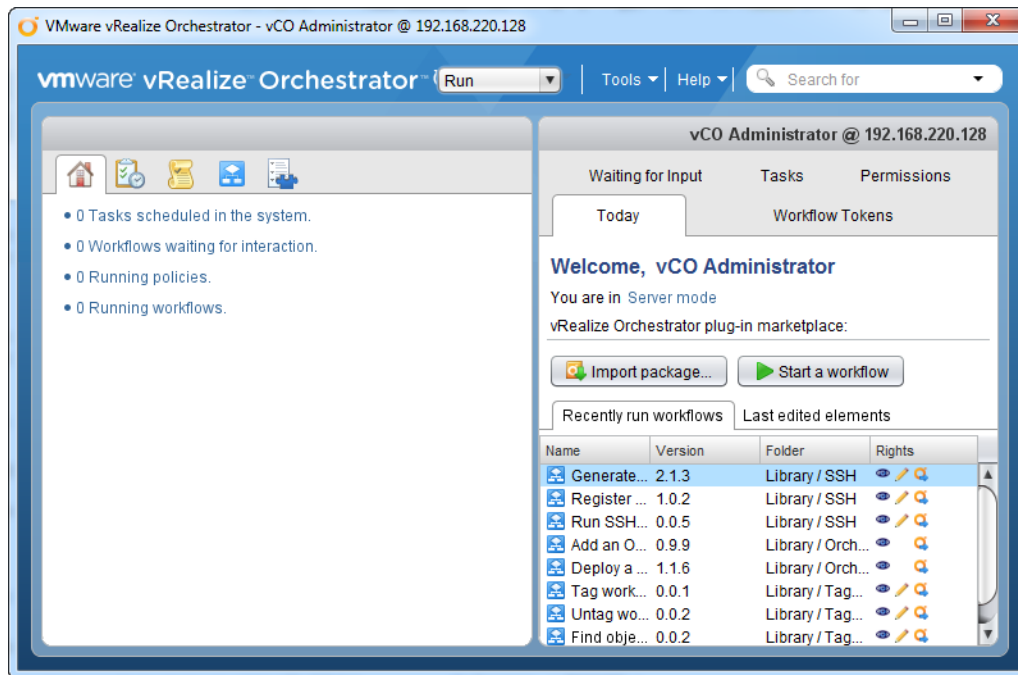 VMware vRealize Orchestrator - vCO Administrator @ 192.168.220.128
vmware vRealize™ Orchestrator™ Run Tools Help Search for
vCO Administrator @ 192.168.220.128
Waiting for Input Tasks Permissions
Today Workflow Tokens
• 0 Tasks scheduled in the system.
• 0 Workflows waiting for interaction.
• 0 Running policies.
• 0 Running workflows.
Welcome, vCO Administrator
You are in Server mode
vRealize Orchestrator plug-in marketplace:
Import package... Start a workflow
Recently run workflows Last edited elements
Name Version Folder Rights
Generate... 2.1.3 Library / SSH
Register ... 1.0.2 Library / SSH
Run SSH... 0.0.5 Library / SSH
Add an O... 0.9.9 Library / Orch...
Deploy a ... 1.1.6 Library / Orch...
Tag work... 0.0.1 Library / Tag...
Untag wo... 0.0.2 Library / Tag...
Find obje... 0.0.2 Library / Tag...